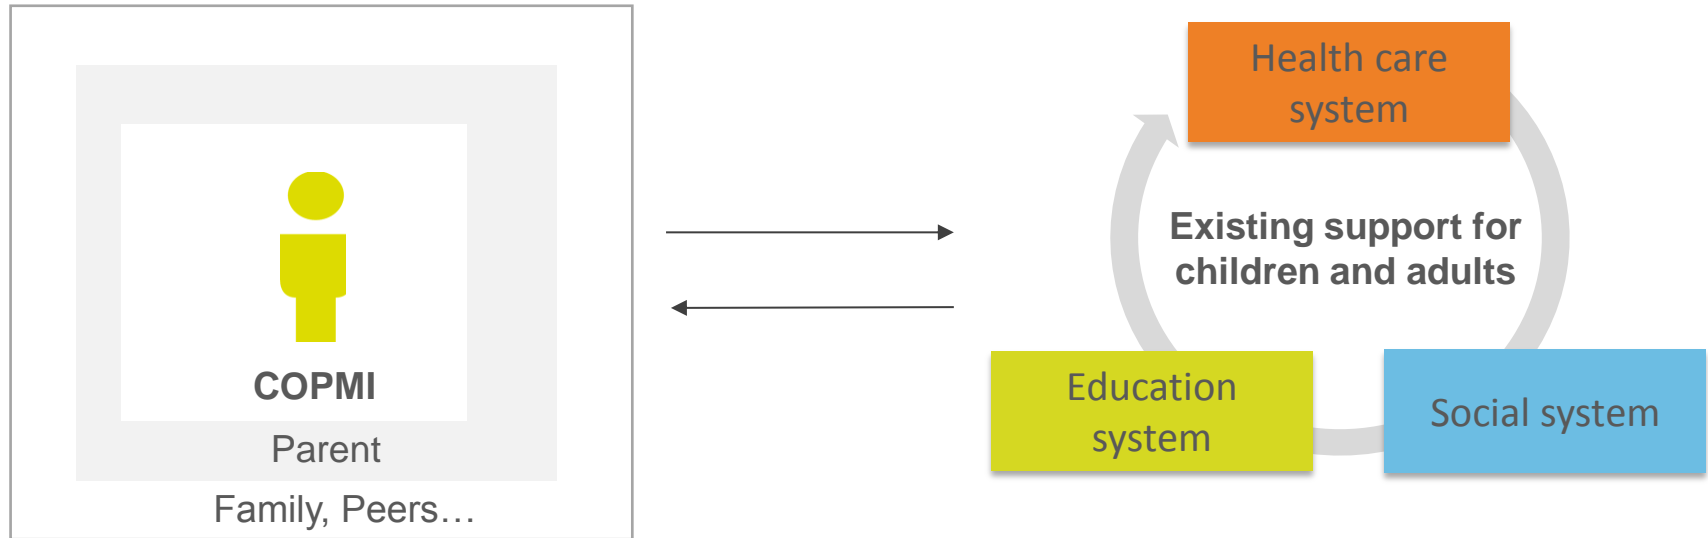 COPMI
Parent
Family, Peers…
Health care
system
Existing support for
children and adults
Education
system
Social system